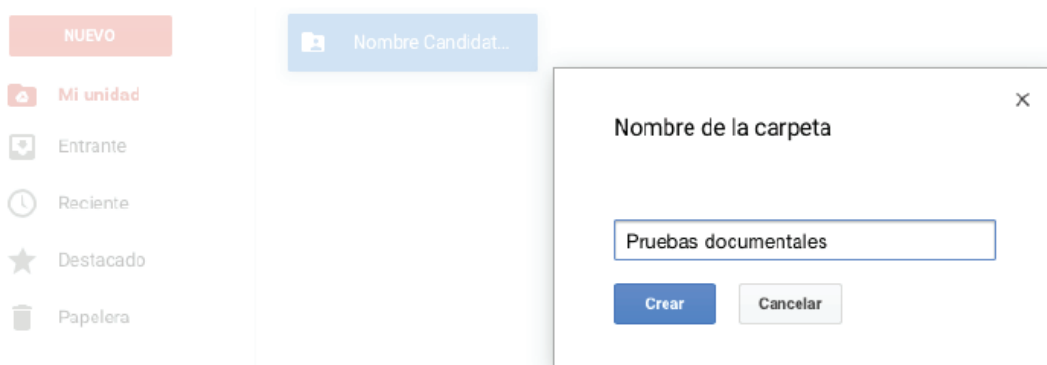 NUEVO
Nombre Candidat...
Mi unidad
Entrante
Reciente
Destacado
Papelera
Nombre de la carpeta
Pruebas documentales
Crear
Cancelar